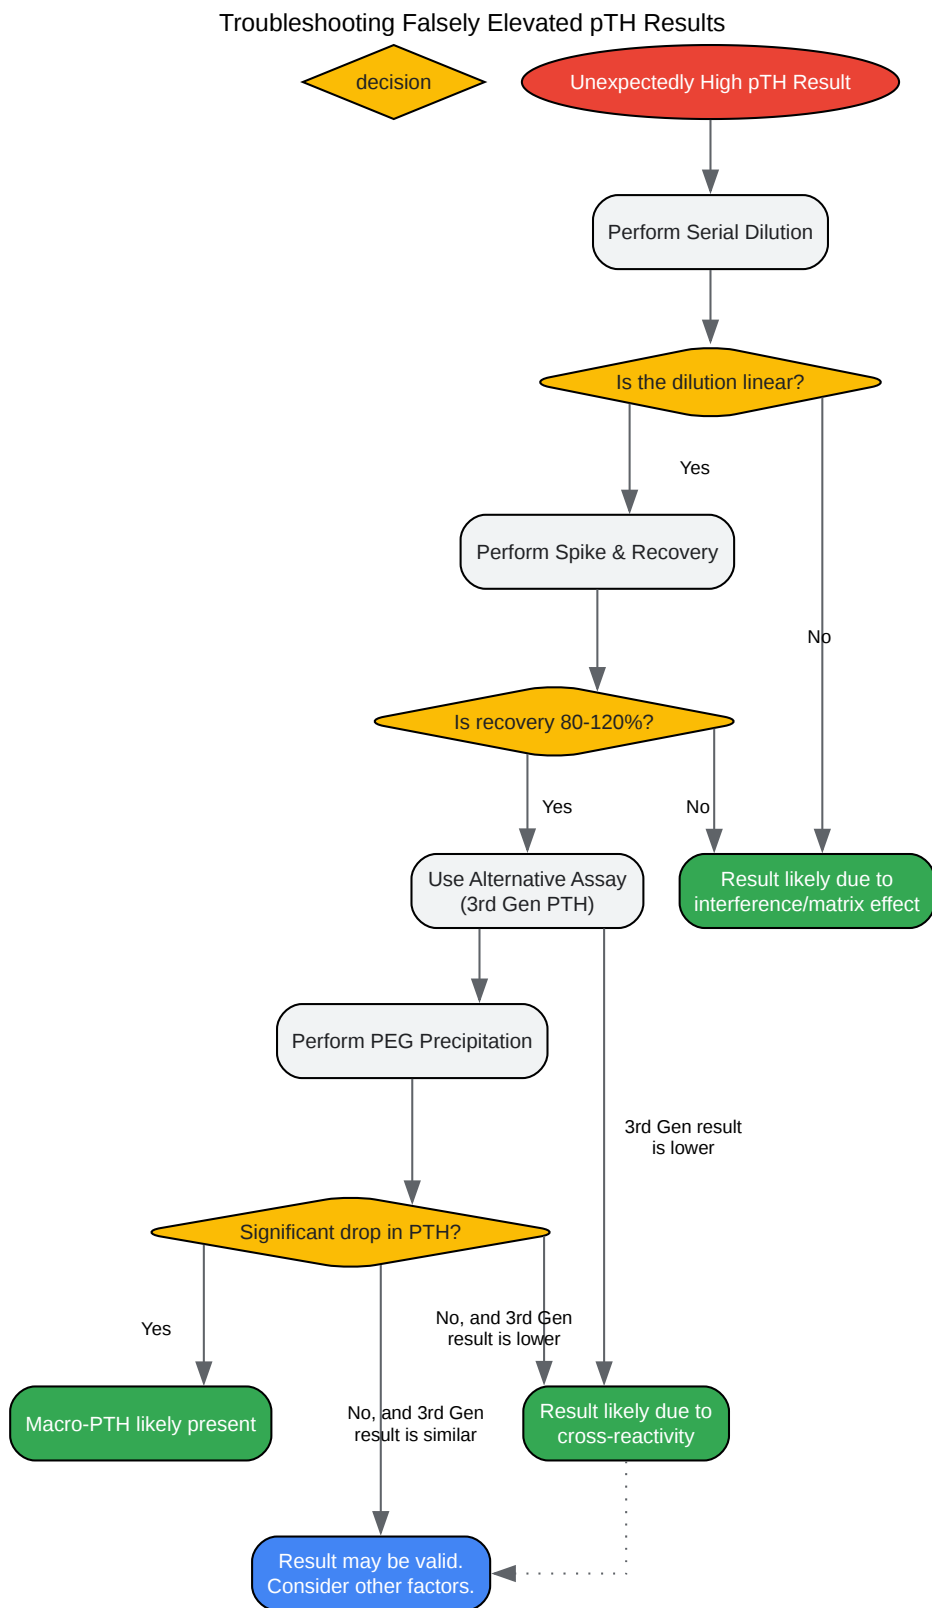 Troubleshooting Falsely Elevated pTH Results
decision
Unexpectedly High pTH Result
Perform Serial Dilution
Is the dilution linear?
Yes
Perform Spike & Recovery
No
Is recovery 80-120%?
Yes
No
Use Alternative Assay
(3rd Gen PTH)
Result likely due to
interference/matrix effect
Perform PEG Precipitation
3rd Gen result
is lower
Significant drop in PTH?
Yes
No, and 3rd Gen
result is lower
No, and 3rd Gen
result is similar
Macro-PTH likely present
Result likely due to
cross-reactivity
Result may be valid.
Consider other factors.